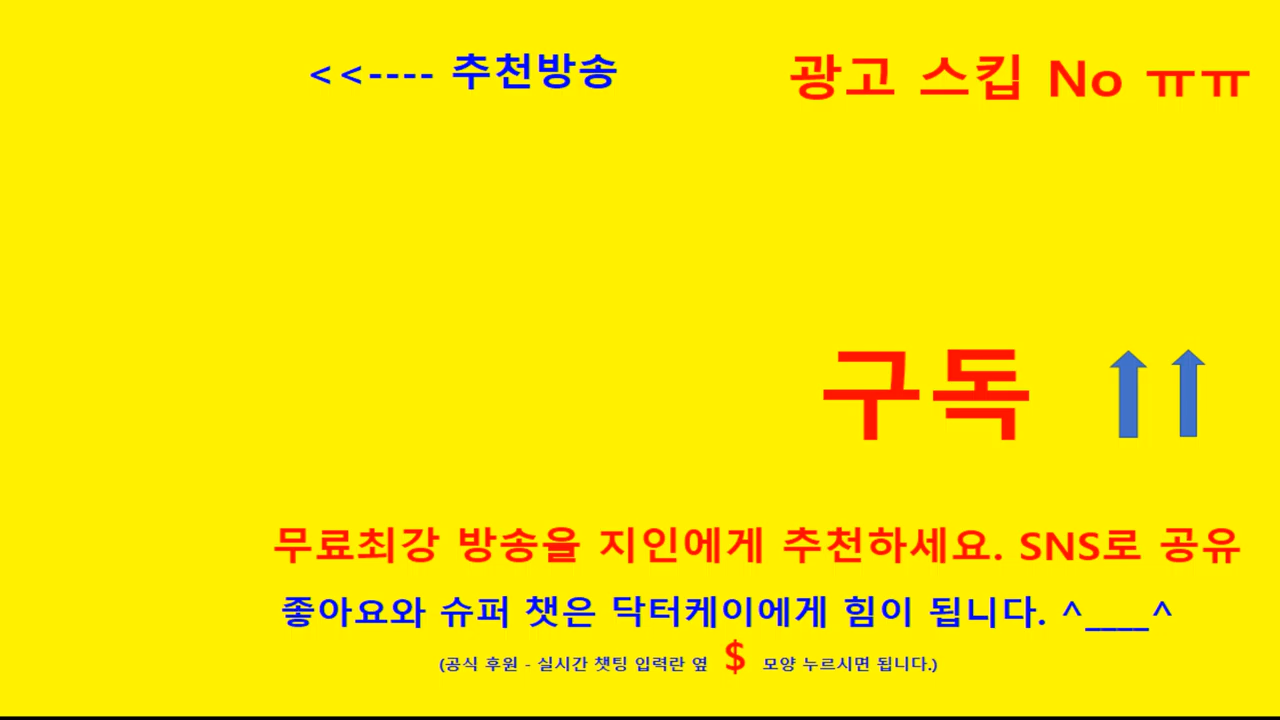 <<---- 추천방송
광고 스킵 No ㅠㅠ
구독
무료최강 방송을 지인에게 추천하세요. SNS로 공유
좋아요와 슈퍼 챗은 닥터케이에게 힘이 됩니다. ^____^
(공식 후원 - 실시간 챗팅 입력란 옆 $ 모양 누르시면 됩니다.)